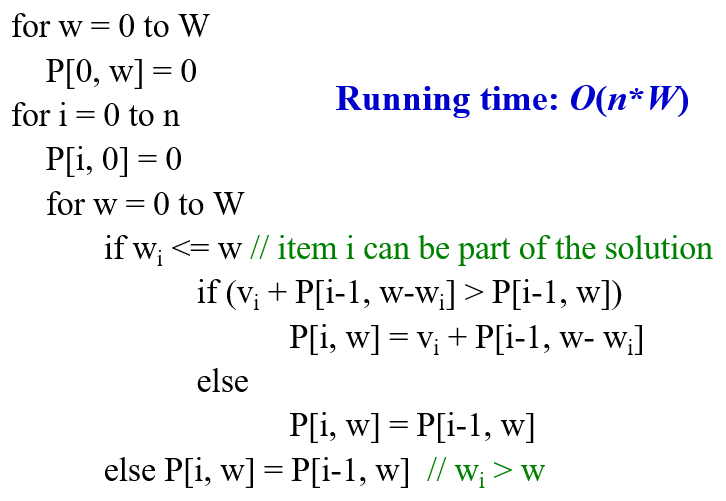 for w = 0 to W
P[0, w] = 0
Running time: O(n*W)
for i = 0 to n
P[i, 0] = 0
for w = 0 to W
if wᵢ <= w // item i can be part of the solution
if (vᵢ + P[i-1, w-wᵢ] > P[i-1, w])
P[i, w] = vᵢ + P[i-1, w- wᵢ]
else
P[i, w] = P[i-1, w]
else P[i, w] = P[i-1, w] // wᵢ > w